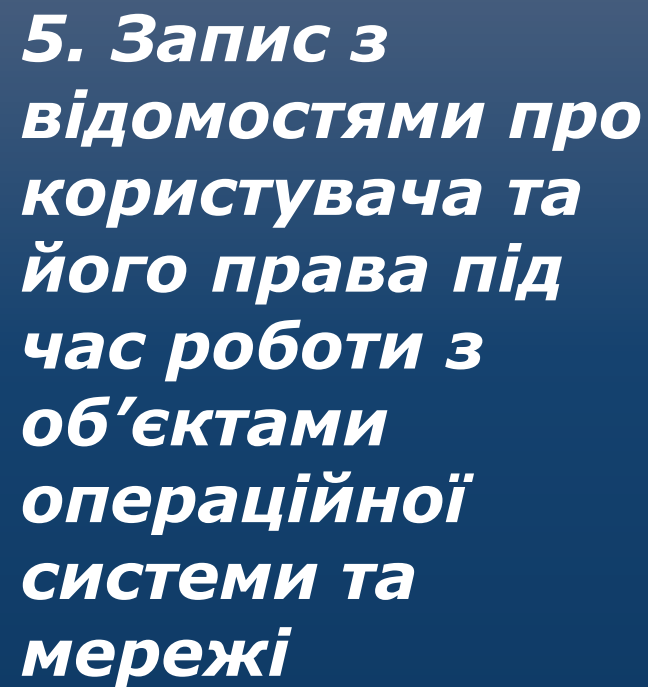 5. Запис з
відомостями про
користувача та
його права під
час роботи з
об’єктами
операційної
системи та
мережі